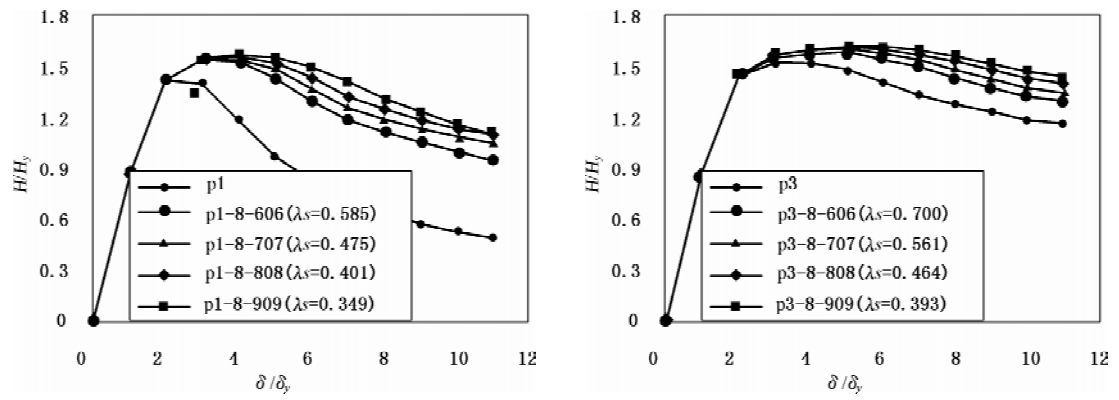 1.8
1.5
1.2
0.9
0.6
0.3
0
H/Hy
p1
p1-8-606(λs=0.585)
p1-8-707(λs=0.475)
p1-8-808(λs=0.401)
p1-8-909(λs=0.349)
0 2 4 6 8 10 12
δ/δy
1.8
1.5
1.2
0.9
0.6
0.3
0
H/Hy
p3
p3-8-606(λs=0.700)
p3-8-707(λs=0.561)
p3-8-808(λs=0.464)
p3-8-909(λs=0.393)
0 2 4 6 8 10 12
δ/δy